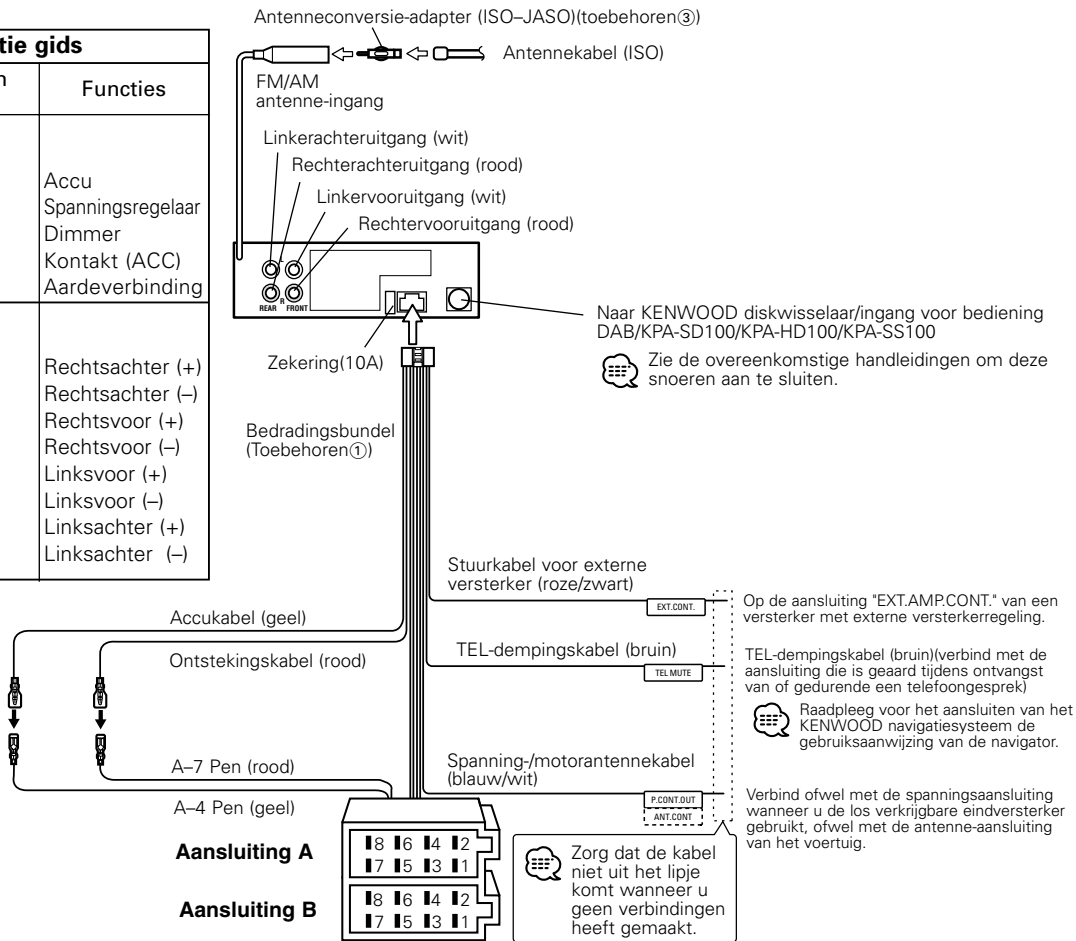 tie gids
n
Functies
Accu
Spanningsregelaar
Dimmer
Kontakt (ACC)
Aardeverbinding
Rechtsachter (+)
Rechtsachter (–)
Rechtsvoor (+)
Rechtsvoor (–)
Linksvoor (+)
Linksvoor (–)
Linksachter (+)
Linksachter (–)
Antenneconversie-adapter (ISO–JASO)(toebehoren③)
Antennekabel (ISO)
FM/AM
antenne-ingang
Linkerachteruitgang (wit)
Rechterachteruitgang (rood)
Linkervooruitgang (wit)
Rechtervooruitgang (rood)
L
R
REAR
FRONT
Naar KENWOOD diskwisselaar/ingang voor bediening
DAB/KPA-SD100/KPA-HD100/KPA-SS100
Zie de overeenkomstige handleidingen om deze
snoeren aan te sluiten.
Zekering(10A)
Bedradingsbundel
(Toebehoren①)
Stuurkabel voor externe
versterker (roze/zwart)
EXT.CONT.
Op de aansluiting "EXT.AMP.CONT." van een
versterker met externe versterkerregeling.
Accukabel (geel)
Ontstekingskabel (rood)
TEL-dempingskabel (bruin)
TEL MUTE
TEL-dempingskabel (bruin)(verbind met de
aansluiting die is geaard tijdens ontvangst
van of gedurende een telefoongesprek)
Raadpleeg voor het aansluiten van het
KENWOOD navigatiesysteem de
gebruiksaanwijzing van de navigator.
A–7 Pen (rood)
A–4 Pen (geel)
Spanning-/motorantennekabel
(blauw/wit)
P.CONT.OUT
ANT.CONT
Verbind ofwel met de spanningsaansluiting
wanneer u de los verkrijgbare eindversterker
gebruikt, ofwel met de antenne-aansluiting
van het voertuig.
Aansluiting A
8 6 4 2
7 5 3 1
Aansluiting B
8 6 4 2
7 5 3 1
Zorg dat de kabel
niet uit het lipje
komt wanneer u
geen verbindingen
heeft gemaakt.